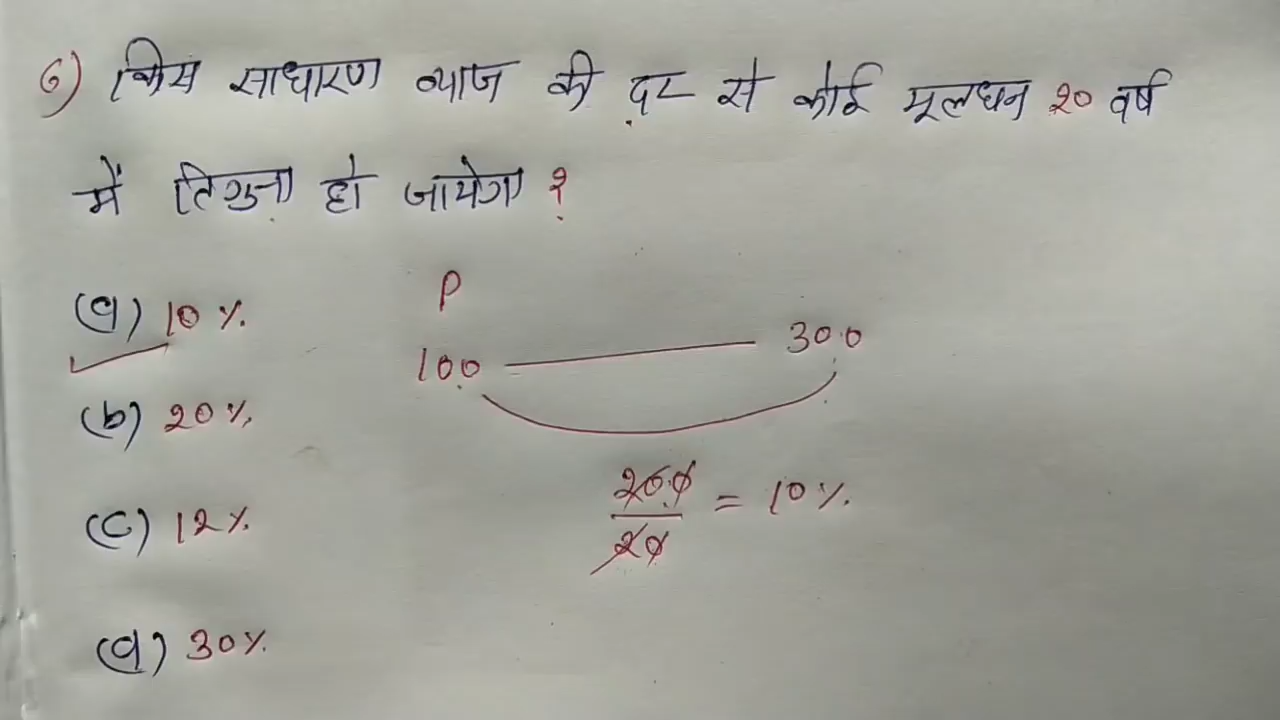 6) किस साधारण व्याज की दर से कोई मूलधन 20 वर्ष
में तिगुना हो जायेगा ?
(a) 10%
P
100 — 300
(b) 20%
200/20 = 10%
(c) 12%
(d) 30%